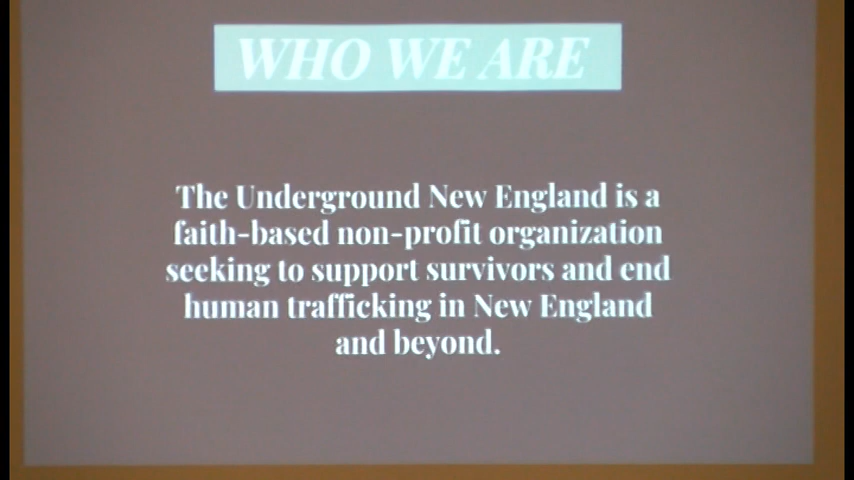 WHO WE ARE
The Underground New England is a
faith-based non-profit organization
seeking to support survivors and end
human trafficking in New England
and beyond.